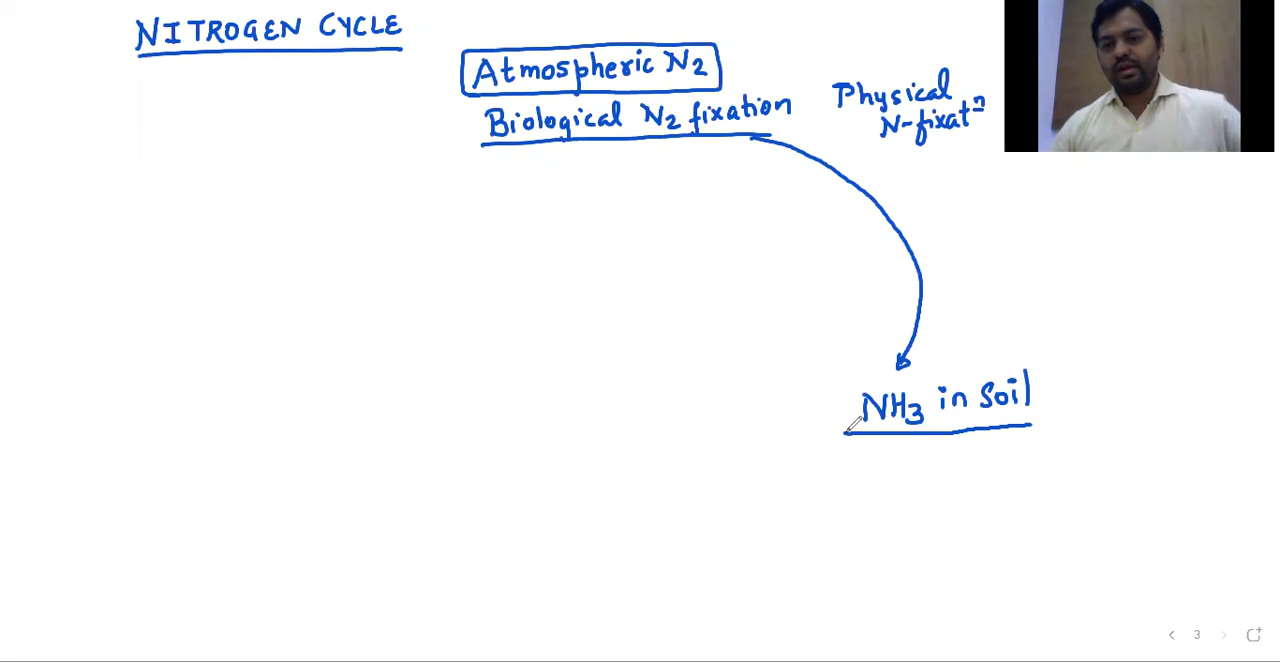 NITROGEN CYCLE
Atmospheric N2
Biological N2 fixation
Physical
N-fixatn
NH3 in Soil
3